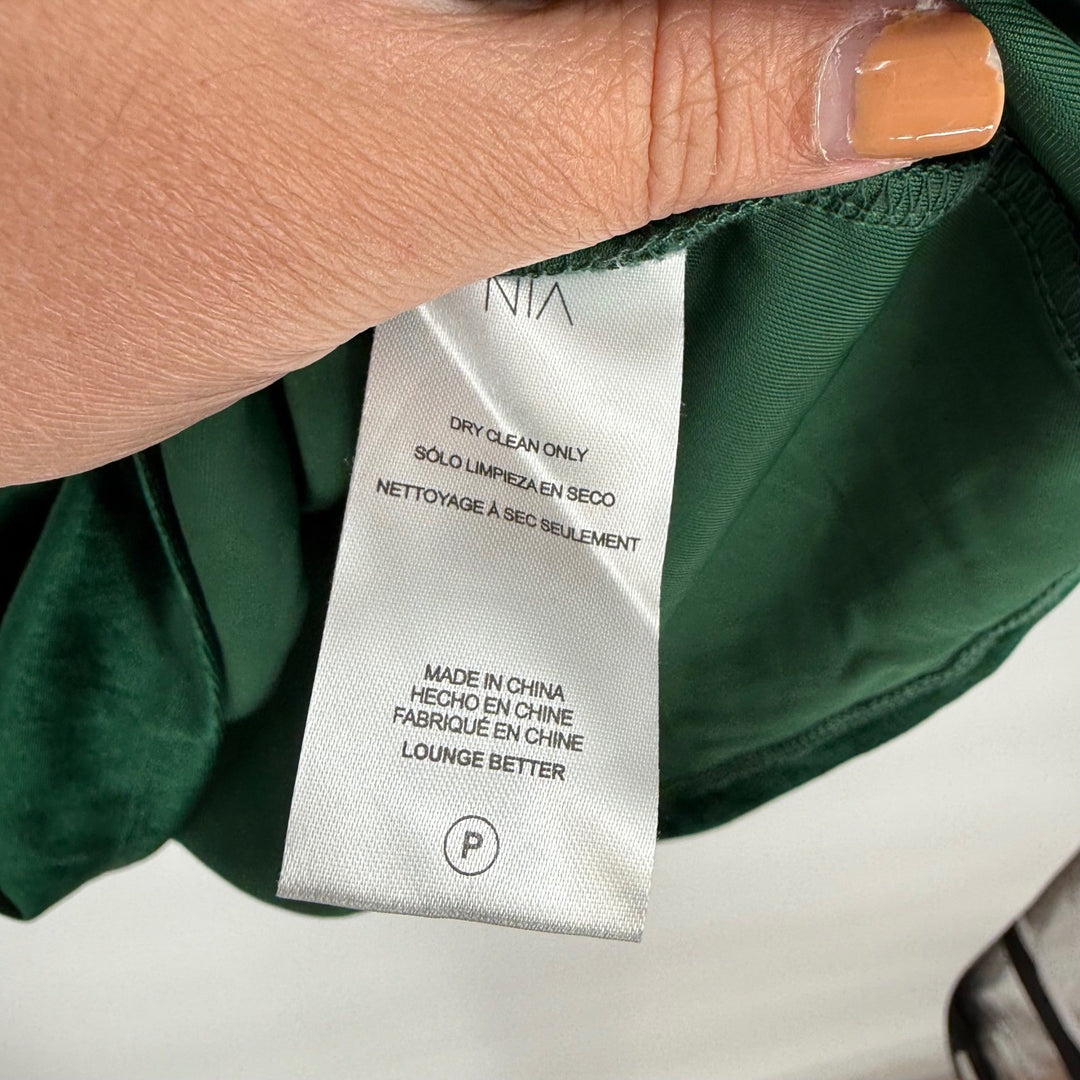 NIA
DRY CLEAN ONLY
SÓLO LIMPIEZA EN SECO
NETTOYAGE À SEC SEULEMENT
MADE IN CHINA
HECHO EN CHINE
FABRIQUÉ EN CHINE
LOUNGE BETTER
P